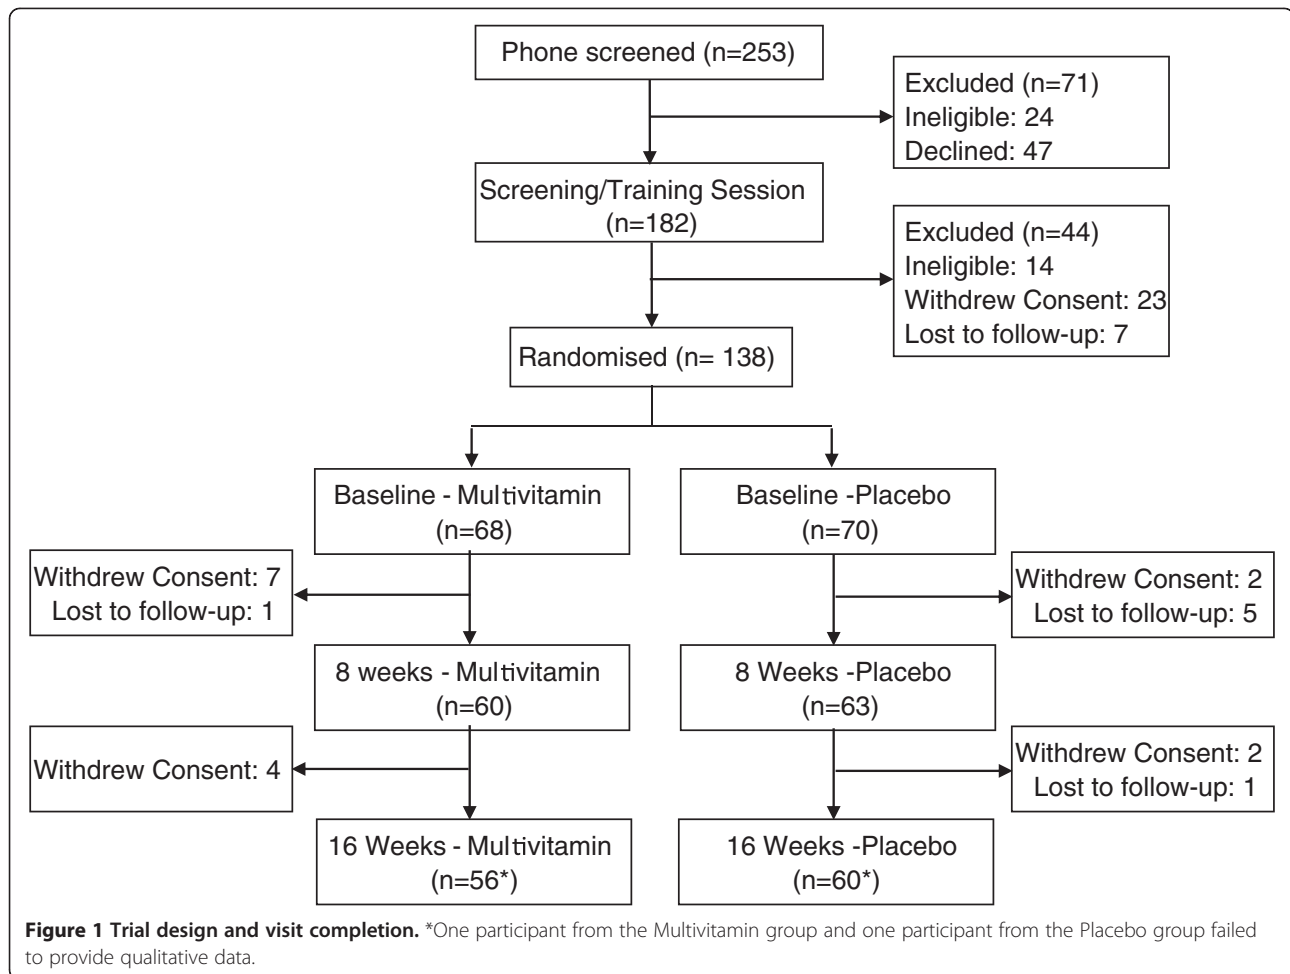 Phone screened (n=253)
Excluded (n=71)
Ineligible: 24
Declined: 47
Screening/Training Session
(n=182)
Excluded (n=44)
Ineligible: 14
Withdrew Consent: 23
Lost to follow-up: 7
Randomised (n= 138)
Baseline - Multivitamin
(n=68)
Baseline -Placebo
(n=70)
Withdrew Consent: 7
Lost to follow-up: 1
Withdrew Consent: 2
Lost to follow-up: 5
8 weeks - Multivitamin
(n=60)
8 Weeks -Placebo
(n=63)
Withdrew Consent: 4
Withdrew Consent: 2
Lost to follow-up: 1
16 Weeks - Multivitamin
(n=56*)
16 Weeks -Placebo
(n=60*)
Figure 1 Trial design and visit completion. *One participant from the Multivitamin group and one participant from the Placebo group failed
to provide qualitative data.